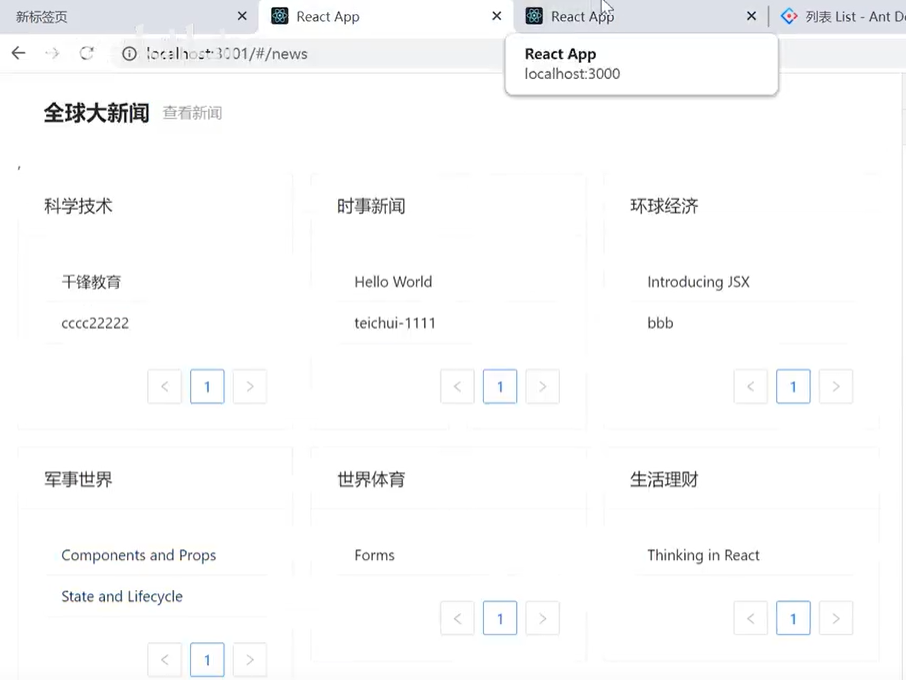 新标签页
React App
React App
列表 List - Ant D
localhost:3001/#/news
React App
localhost:3000
全球大新闻 查看新闻
,
科学技术
时事新闻
环球经济
千锋教育
Hello World
Introducing JSX
cccc22222
teichui-1111
bbb
< 1 >
< 1 >
< 1 >
军事世界
世界体育
生活理财
Components and Props
Forms
Thinking in React
State and Lifecycle
< 1 >
< 1 >
< 1 >